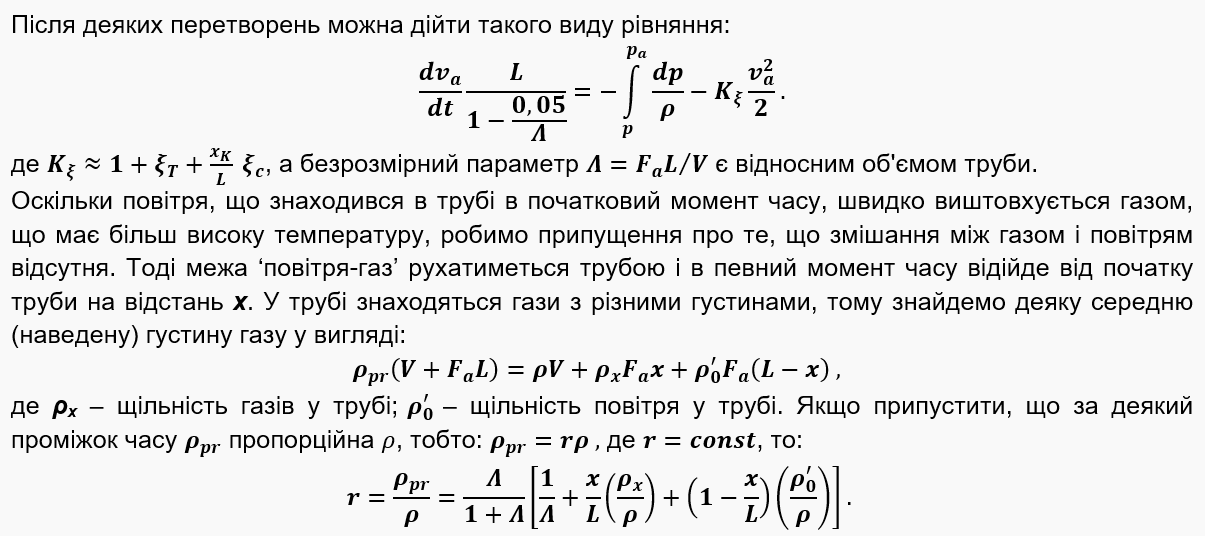 Після деяких перетворень можна дійти такого виду рівняння:
$$\frac{dv_a}{dt}\frac{L}{1-\frac{0,05}{\Lambda}}=-\int\limits_{p}^{p_a}\frac{dp}{\rho}-K_\xi\frac{v_a^2}{2}.$$
де $K_\xi \approx 1+\xi_T+\frac{x_K}{L}\,\xi_c$, а безрозмірний параметр $\Lambda = F_aL/V$ є відносним об'ємом труби.
Оскільки повітря, що знаходився в трубі в початковий момент часу, швидко виштовхується газом,
що має більш високу температуру, робимо припущення про те, що змішання між газом і повітрям
відсутня. Тоді межа ‘повітря-газ’ рухатиметься трубою і в певний момент часу відійде від початку
труби на відстань x. У трубі знаходяться гази з різними густинами, тому знайдемо деяку середню
(наведену) густину газу у вигляді:
$$\rho_{pr}(V+F_aL)=\rho V+\rho_xF_ax+\rho_0'F_a(L-x)\,,$$
де $\rho_x$ – щільність газів у трубі; $\rho_0'$ – щільність повітря у трубі. Якщо припустити, що за деякий
проміжок часу $\rho_{pr}$ пропорційна $\rho$, тобто: $\rho_{pr}=r\rho$ , де $r=const$, то:
$$r=\frac{\rho_{pr}}{\rho}=\frac{\Lambda}{1+\Lambda}\left[\frac{1}{\Lambda}+\frac{x}{L}\left(\frac{\rho_x}{\rho}\right)+\left(1-\frac{x}{L}\right)\left(\frac{\rho_0'}{\rho}\right)\right].$$